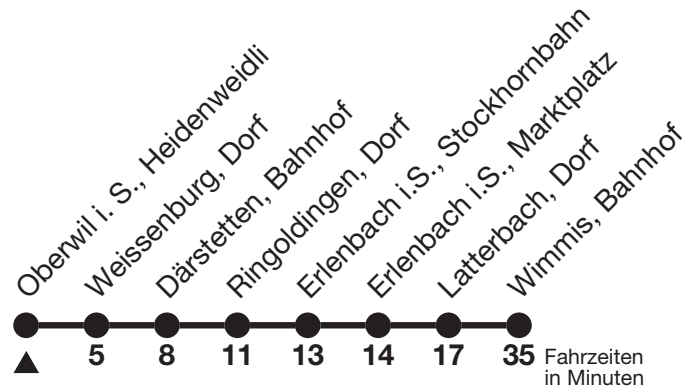 Oberwil i. S., Heidenweidli
Weissenburg, Dorf
Därstetten, Bahnhof
Ringoldingen, Dorf
Erlenbach i.S., Stockhornbahn
Erlenbach i.S., Marktplatz
Latterbach, Dorf
Wimmis, Bahnhof
5 8 11 13 14 17 35 Fahrzeiten
in Minuten